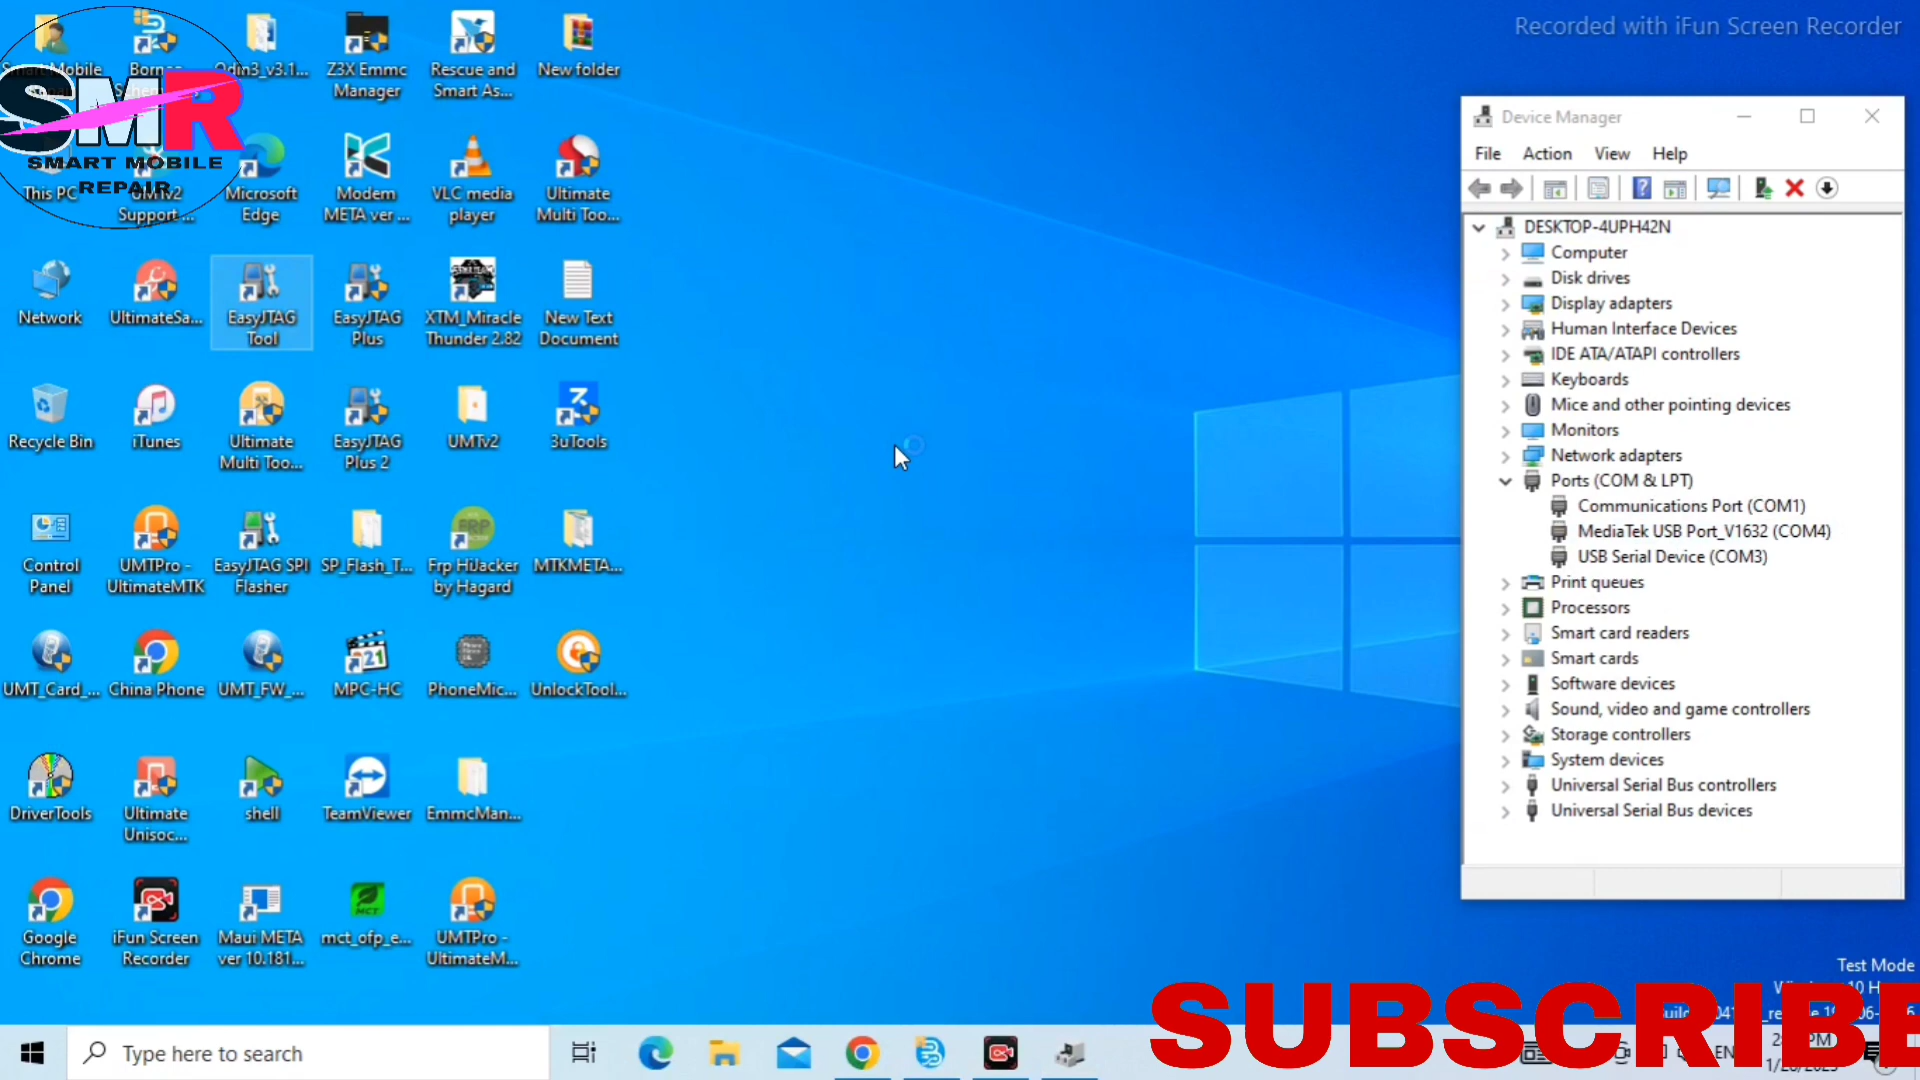 Recorded with iFun Screen Recorder
Odin3_v3.1...
Z3X Emmc
Manager
Rescue and
Smart As...
New folder
SMR
SMART MOBILE
REPAIR
This PC
UMTv2
Support ...
Microsoft
Edge
Modem
META ver ...
VLC media
player
Ultimate
Multi Too...
Network
UltimateSa...
EasyJTAG
Tool
EasyJTAG
Plus
XTM_Miracle
Thunder 2.82
New Text
Document
Recycle Bin
iTunes
Ultimate
Multi Too...
EasyJTAG
Plus 2
UMTv2
3uTools
Control
Panel
UMTPro -
UltimateMTK
EasyJTAG SPI
Flasher
SP_Flash_T...
Frp HiJacker
by Hagard
MTKMETA...
UMT_Card_...
China Phone
UMT_FW_...
MPC-HC
PhoneMic...
UnlockTool...
DriverTools
Ultimate
Unisoc...
shell
TeamViewer
EmmcMan...
Google
Chrome
iFun Screen
Recorder
Maui META
ver 10.181...
mct_ofp_e...
UMTPro -
UltimateM...
Device Manager
File Action View Help
DESKTOP-4UPH42N
Computer
Disk drives
Display adapters
Human Interface Devices
IDE ATA/ATAPI controllers
Keyboards
Mice and other pointing devices
Monitors
Network adapters
Ports (COM & LPT)
Communications Port (COM1)
MediaTek USB Port_V1632 (COM4)
USB Serial Device (COM3)
Print queues
Processors
Smart card readers
Smart cards
Software devices
Sound, video and game controllers
Storage controllers
System devices
Universal Serial Bus controllers
Universal Serial Bus devices
Test Mode
SUBSCRIBE
Type here to search